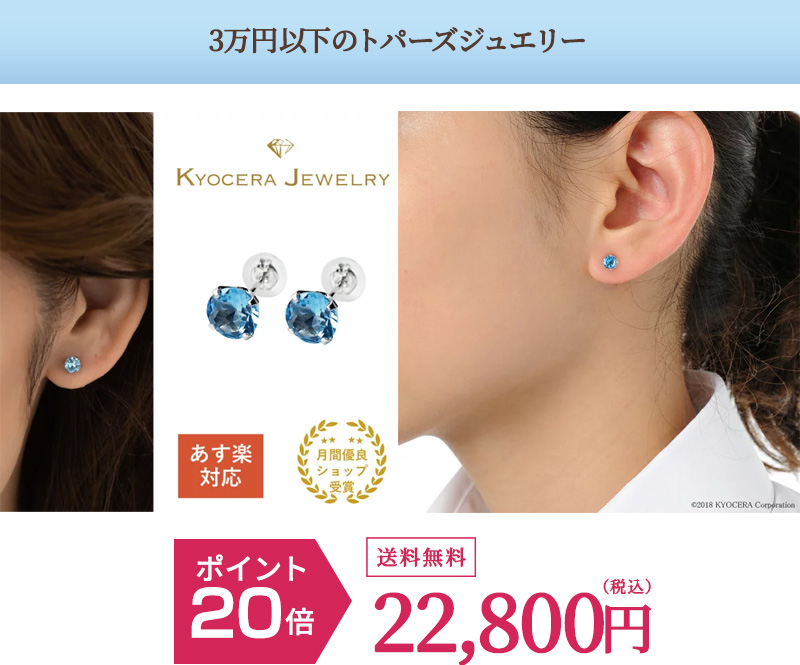 3万円以下のトパーズジュエリー
KYOCERA JEWELRY
あす楽
対応
月間優良
ショップ
受賞
©2018 KYOCERA Corporation
ポイント
20倍
送料無料
(税込)
22,800円